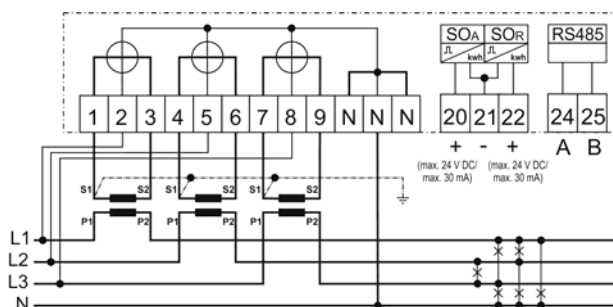 SOA SOR RS485
kwh kwh
1 2 3 4 5 6 7 8 9 N N N 20 21 22 24 25
+ - + A B
(max. 24 V DC/ max. 30 mA) (max. 24 V DC/ max. 30 mA)
S1 S2 S1 S2 S1 S2
P1 P2 P1 P2 P1 P2
L1
L2
L3
N